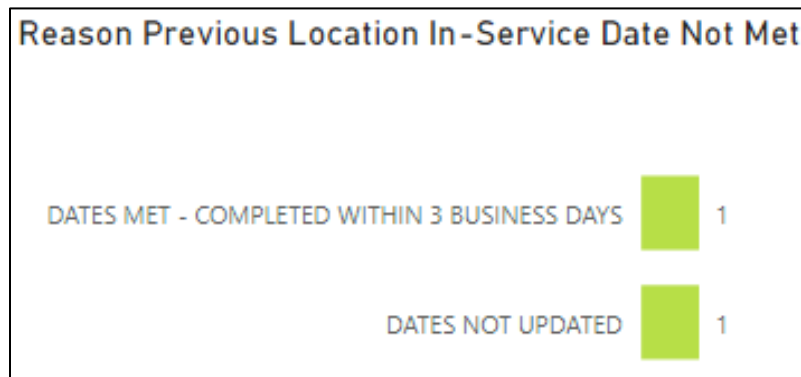 Reason Previous Location In-Service Date Not Met
DATES MET - COMPLETED WITHIN 3 BUSINESS DAYS 1
DATES NOT UPDATED 1